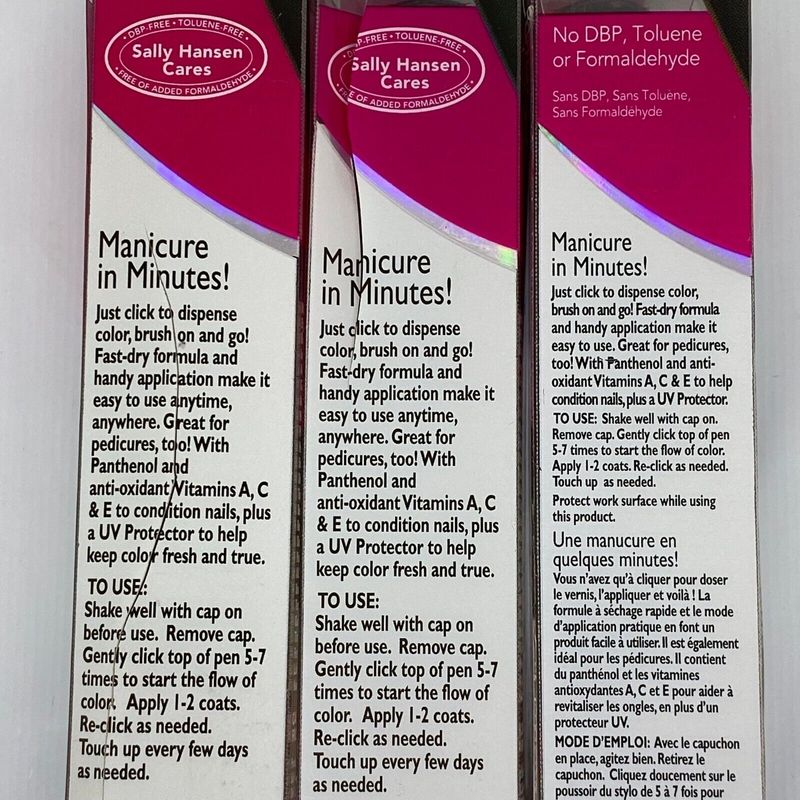 DBP-FREE • TOLUENE-FREE
Sally Hansen
Cares
FREE OF ADDED FORMALDEHYDE
Manicure
in Minutes!
Just click to dispense
color, brush on and go!
Fast-dry formula and
handy application make it
easy to use anytime,
anywhere. Great for
pedicures, too! With
Panthenol and
anti-oxidant Vitamins A, C
& E to condition nails, plus
a UV Protector to help
keep color fresh and true.
TO USE:
Shake well with cap on
before use. Remove cap.
Gently click top of pen 5-7
times to start the flow of
color. Apply 1-2 coats.
Re-click as needed.
Touch up every few days
as needed.
DBP-FREE • TOLUENE-FREE
Sally Hansen
Cares
FREE OF ADDED FORMALDEHYDE
Manicure
in Minutes!
Just click to dispense
color, brush on and go!
Fast-dry formula and
handy application make it
easy to use anytime,
anywhere. Great for
pedicures, too! With
Panthenol and
anti-oxidant Vitamins A, C
& E to condition nails, plus
a UV Protector to help
keep color fresh and true.
TO USE:
Shake well with cap on
before use. Remove cap.
Gently click top of pen 5-7
times to start the flow of
color. Apply 1-2 coats.
Re-click as needed.
Touch up every few days
as needed.
No DBP, Toluene
or Formaldehyde
Sans DBP, Sans Toluène,
Sans Formaldéhyde
Manicure
in Minutes!
Just click to dispense color,
brush on and go! Fast-dry formula
and handy application make it
easy to use. Great for pedicures,
too! With Panthenol and anti-
oxidant Vitamins A, C & E to help
condition nails, plus a UV Protector.
TO USE: Shake well with cap on.
Remove cap. Gently click top of pen
5-7 times to start the flow of color.
Apply 1-2 coats. Re-click as needed.
Touch up as needed.
Protect work surface while using
this product.
Une manucure en
quelques minutes!
Vous n'avez qu'à cliquer pour doser
le vernis, l'appliquer et voilà ! La
formule à séchage rapide et le mode
d'application pratique en font un
produit facile à utiliser. Il est également
idéal pour les pédicures. Il contient
du panthénol et les vitamines
antioxydantes A, C et E pour aider à
revitaliser les ongles, en plus d'un
protecteur UV.
MODE D'EMPLOI: Avec le capuchon
en place, agitez bien. Retirez le
capuchon. Cliquez doucement sur le
poussoir du stylo de 5 à 7 fois pour